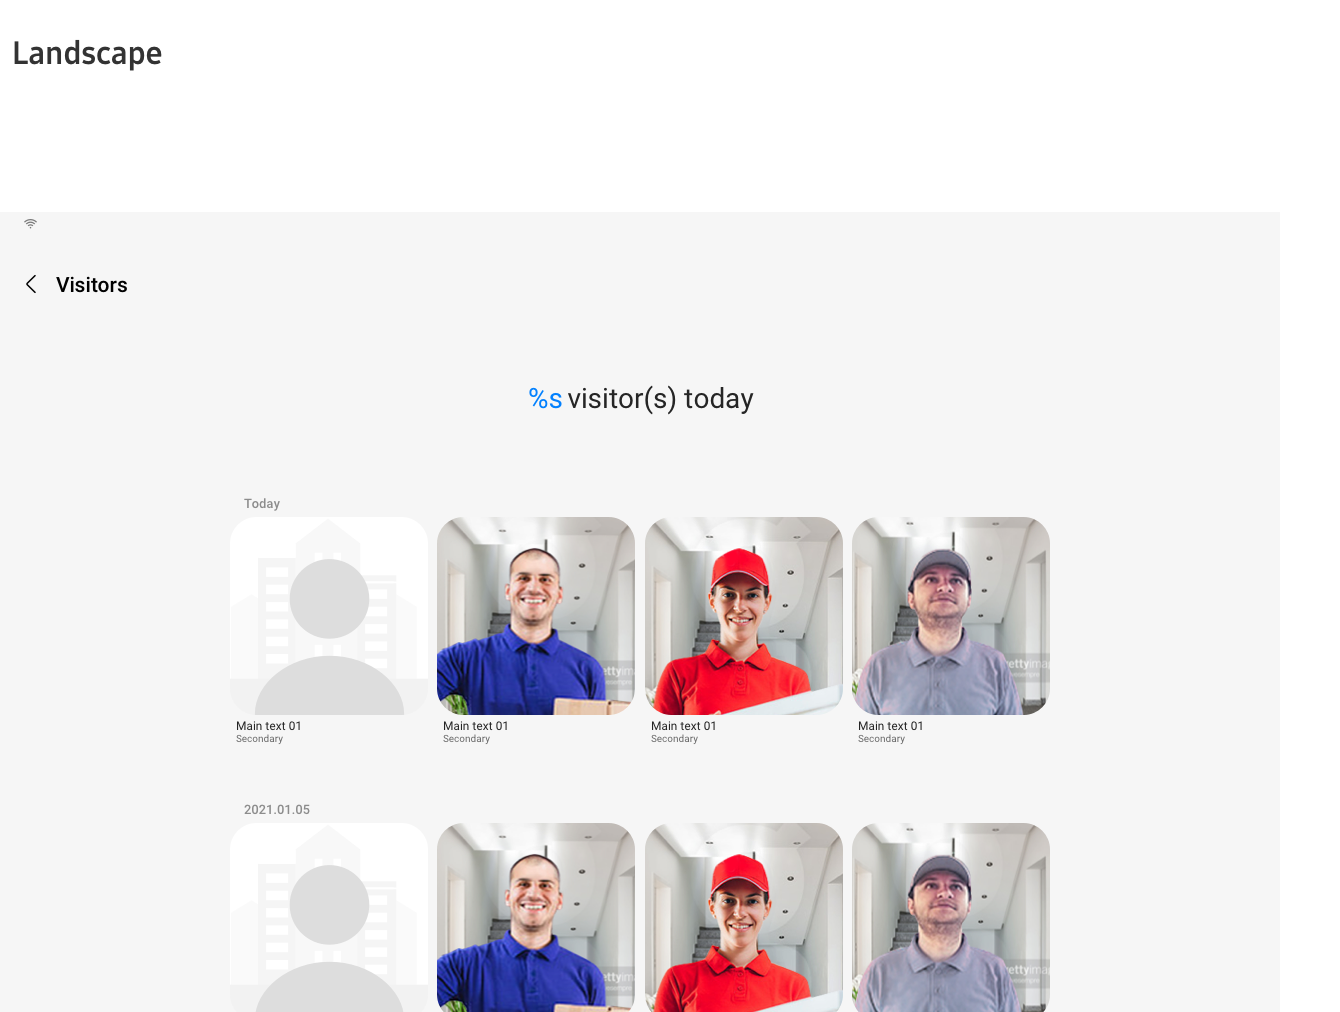 Landscape
Visitors
%s visitor(s) today
Today
Main text 01
Secondary
Main text 01
Secondary
Main text 01
Secondary
Main text 01
Secondary
2021.01.05